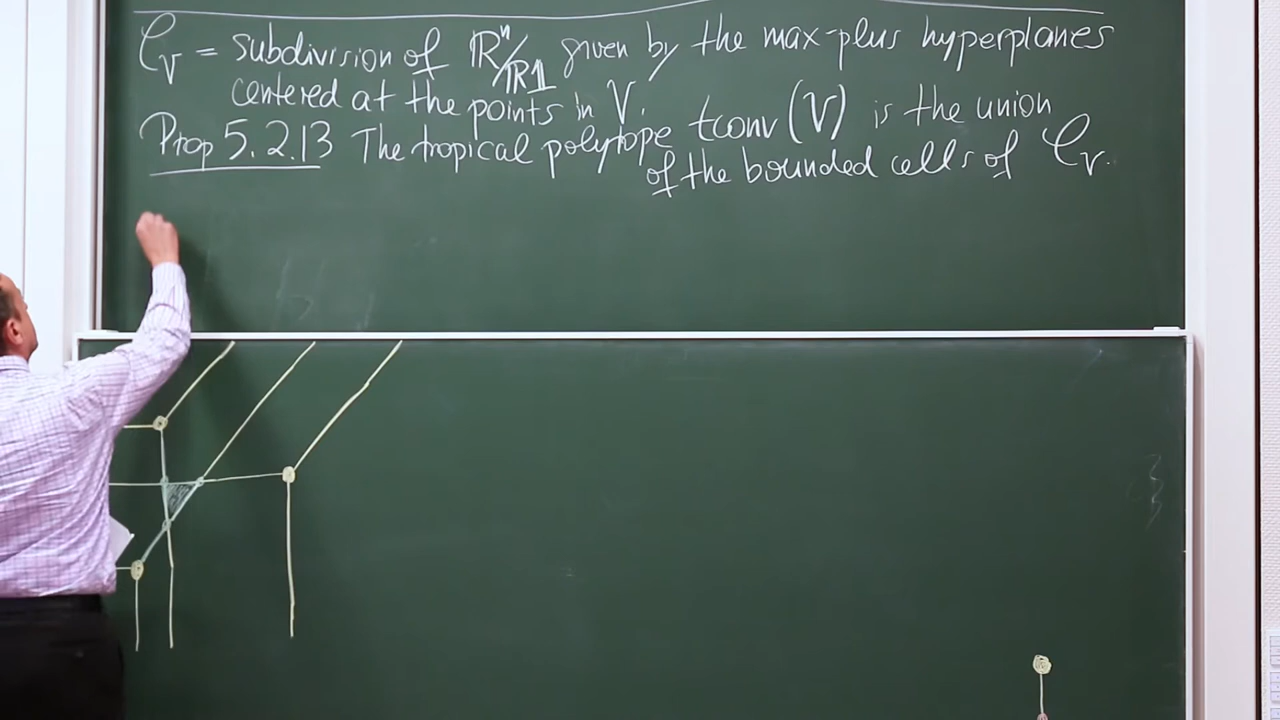 𝒞_V = subdivision of ℝⁿ/ℝ𝟙 given by the max-plus hyperplanes
centered at the points in V.
Prop 5.2.13 The tropical polytope tconv(V) is the union
of the bounded cells of 𝒞_V.